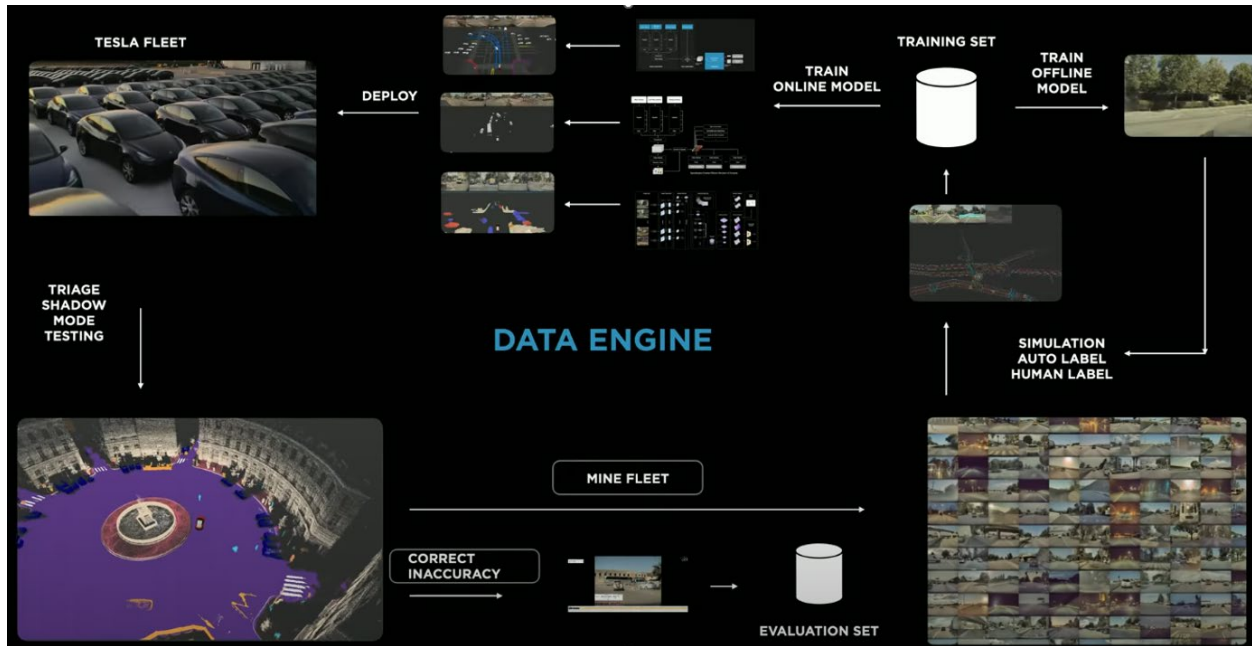 TESLA FLEET
DEPLOY
TRAIN
ONLINE MODEL
TRAINING SET
TRAIN
OFFLINE
MODEL
TRIAGE
SHADOW
MODE
TESTING
DATA ENGINE
SIMULATION
AUTO LABEL
HUMAN LABEL
MINE FLEET
CORRECT
INACCURACY
EVALUATION SET